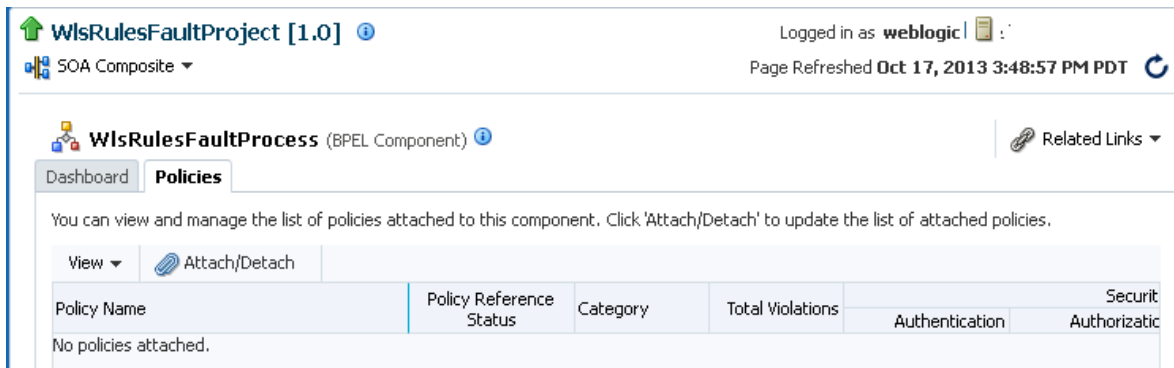 WlsRulesFaultProject [1.0]
Logged in as weblogic
SOA Composite
Page Refreshed Oct 17, 2013 3:48:57 PM PDT
WlsRulesFaultProcess (BPEL Component)
Related Links
Dashboard Policies
You can view and manage the list of policies attached to this component. Click 'Attach/Detach' to update the list of attached policies.
View Attach/Detach
Policy Name
Policy Reference Status
Category
Total Violations
Securit
Authentication
Authorizatic
No policies attached.